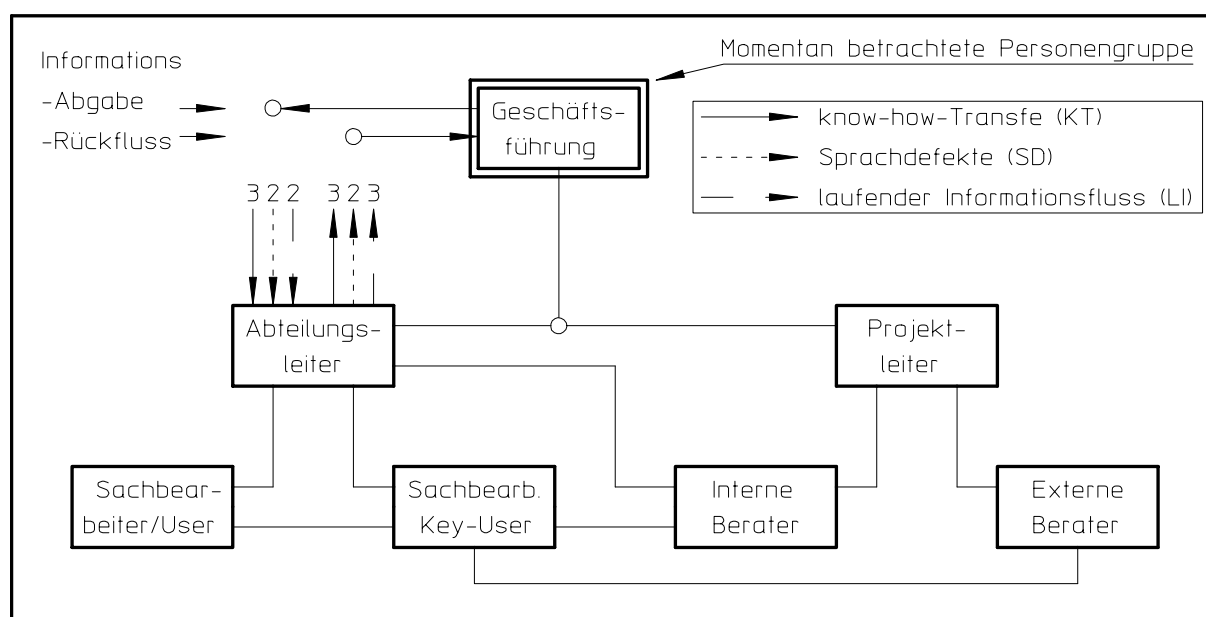 Informations
-Abgabe
-Rückfluss
Momentan betrachtete Personengruppe
Geschäfts-
führung
know-how-Transfe (KT)
Sprachdefekte (SD)
laufender Informationsfluss (LI)
3 2 2 3 2 3
Abteilungs-
leiter
Projekt-
leiter
Sachbear-
beiter/User
Sachbearb.
Key-User
Interne
Berater
Externe
Berater